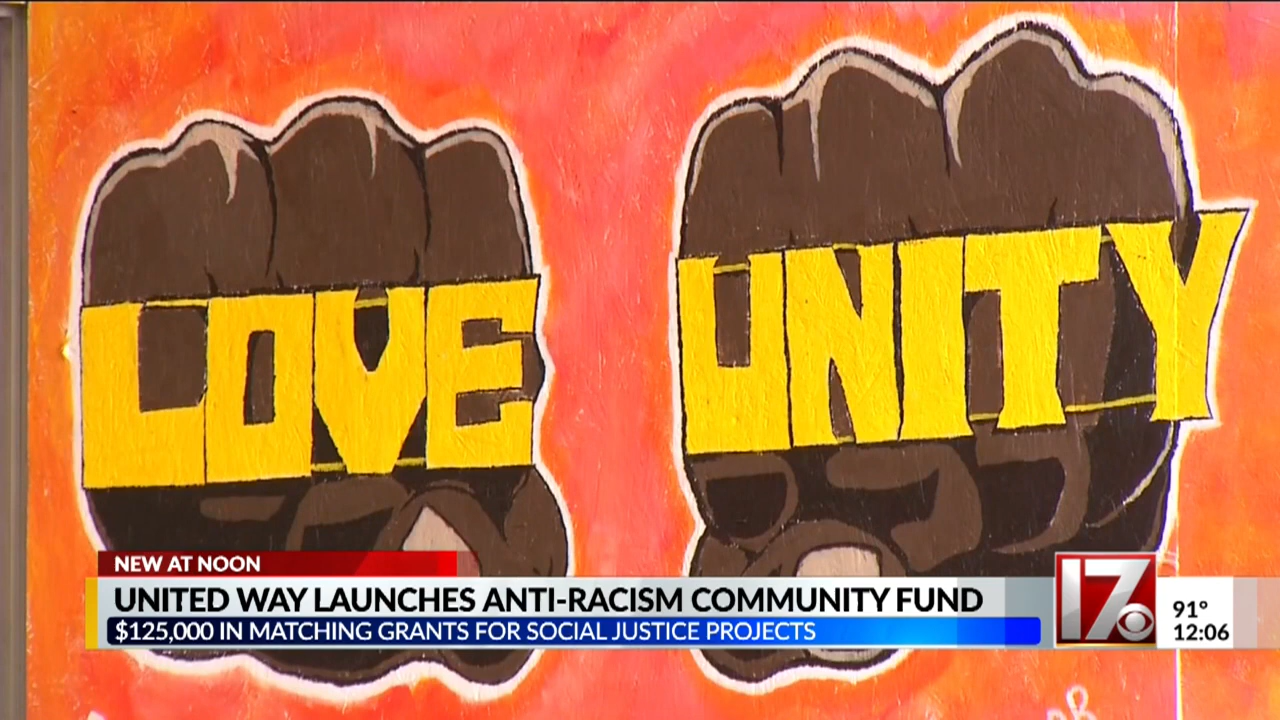 LOVE
UNITY
NEW AT NOON
UNITED WAY LAUNCHES ANTI-RACISM COMMUNITY FUND
$125,000 IN MATCHING GRANTS FOR SOCIAL JUSTICE PROJECTS
17
91°
12:06